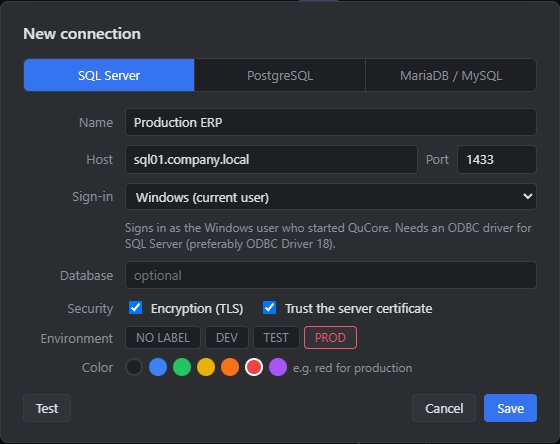 New connection
SQL Server PostgreSQL MariaDB / MySQL
Name Production ERP
Host sql01.company.local Port 1433
Sign-in Windows (current user)
Signs in as the Windows user who started QuCore. Needs an ODBC driver for
SQL Server (preferably ODBC Driver 18).
Database optional
Security Encryption (TLS) Trust the server certificate
Environment NO LABEL DEV TEST PROD
Color e.g. red for production
Test Cancel Save